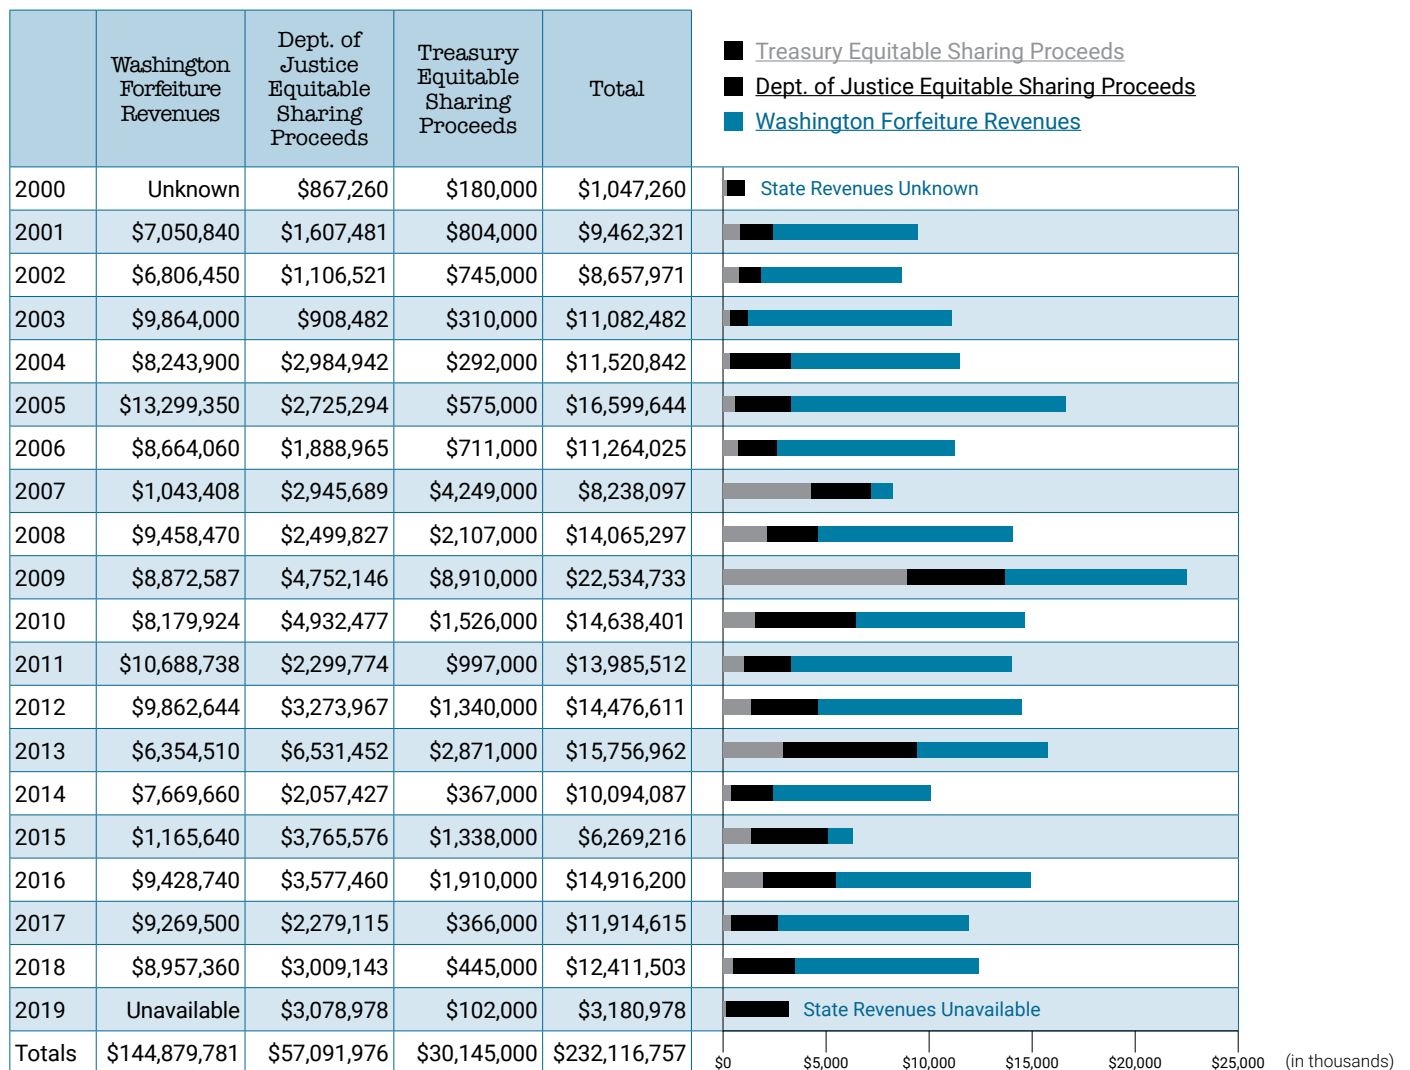 Washington
Forfeiture
Revenues
Dept. of
Justice
Equitable
Sharing
Proceeds
Treasury
Equitable
Sharing
Proceeds
Total
Treasury Equitable Sharing Proceeds
Dept. of Justice Equitable Sharing Proceeds
Washington Forfeiture Revenues
2000 Unknown $867,260 $180,000 $1,047,260 State Revenues Unknown
2001 $7,050,840 $1,607,481 $804,000 $9,462,321
2002 $6,806,450 $1,106,521 $745,000 $8,657,971
2003 $9,864,000 $908,482 $310,000 $11,082,482
2004 $8,243,900 $2,984,942 $292,000 $11,520,842
2005 $13,299,350 $2,725,294 $575,000 $16,599,644
2006 $8,664,060 $1,888,965 $711,000 $11,264,025
2007 $1,043,408 $2,945,689 $4,249,000 $8,238,097
2008 $9,458,470 $2,499,827 $2,107,000 $14,065,297
2009 $8,872,587 $4,752,146 $8,910,000 $22,534,733
2010 $8,179,924 $4,932,477 $1,526,000 $14,638,401
2011 $10,688,738 $2,299,774 $997,000 $13,985,512
2012 $9,862,644 $3,273,967 $1,340,000 $14,476,611
2013 $6,354,510 $6,531,452 $2,871,000 $15,756,962
2014 $7,669,660 $2,057,427 $367,000 $10,094,087
2015 $1,165,640 $3,765,576 $1,338,000 $6,269,216
2016 $9,428,740 $3,577,460 $1,910,000 $14,916,200
2017 $9,269,500 $2,279,115 $366,000 $11,914,615
2018 $8,957,360 $3,009,143 $445,000 $12,411,503
2019 Unavailable $3,078,978 $102,000 $3,180,978 State Revenues Unavailable
Totals $144,879,781 $57,091,976 $30,145,000 $232,116,757
$0 $5,000 $10,000 $15,000 $20,000 $25,000 (in thousands)